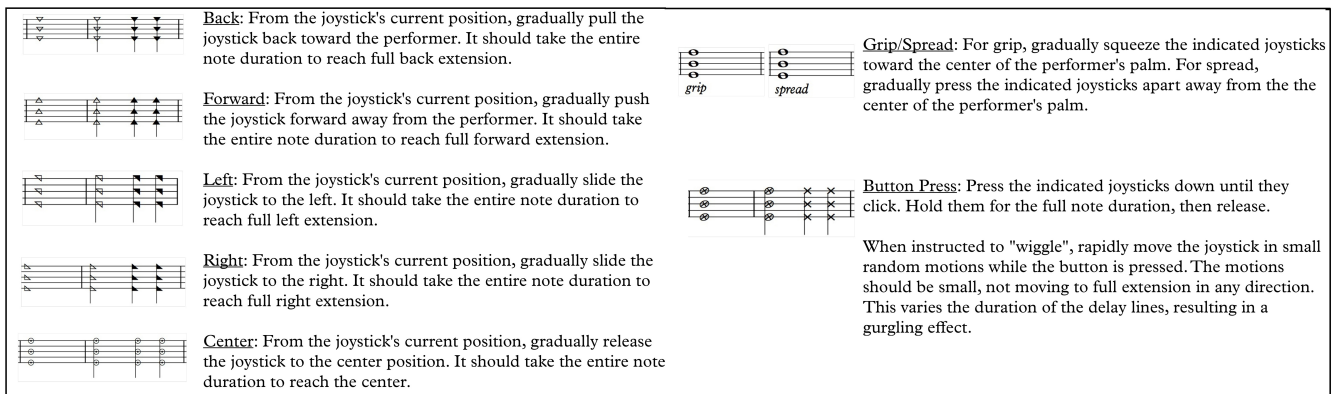 Back: From the joystick's current position, gradually pull the
joystick back toward the performer. It should take the entire
note duration to reach full back extension.
Forward: From the joystick's current position, gradually push
the joystick forward away from the performer. It should take
the entire note duration to reach full forward extension.
Left: From the joystick's current position, gradually slide the
joystick to the left. It should take the entire note duration to
reach full left extension.
Right: From the joystick's current position, gradually slide the
joystick to the right. It should take the entire note duration to
reach full right extension.
Center: From the joystick's current position, gradually release
the joystick to the center position. It should take the entire note
duration to reach the center.
grip
spread
Grip/Spread: For grip, gradually squeeze the indicated joysticks
toward the center of the performer's palm. For spread,
gradually press the indicated joysticks apart away from the the
center of the performer's palm.
Button Press: Press the indicated joysticks down until they
click. Hold them for the full note duration, then release.
When instructed to "wiggle", rapidly move the joystick in small
random motions while the button is pressed. The motions
should be small, not moving to full extension in any direction.
This varies the duration of the delay lines, resulting in a
gurgling effect.